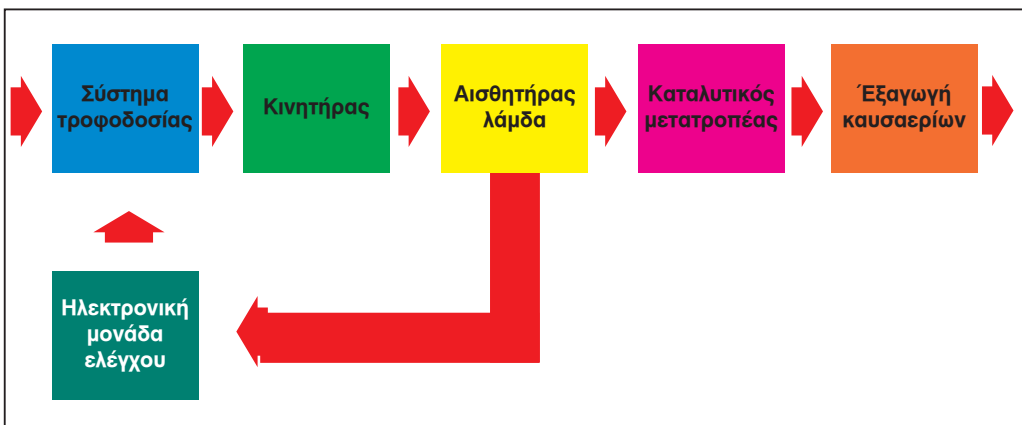 Σύστημα
τροφοδοσίας
Κινητήρας
Αισθητήρας
λάμδα
Καταλυτικός
μετατροπέας
Έξαγωγή
καυσαερίων
Ηλεκτρονική
μονάδα
ελέγχου